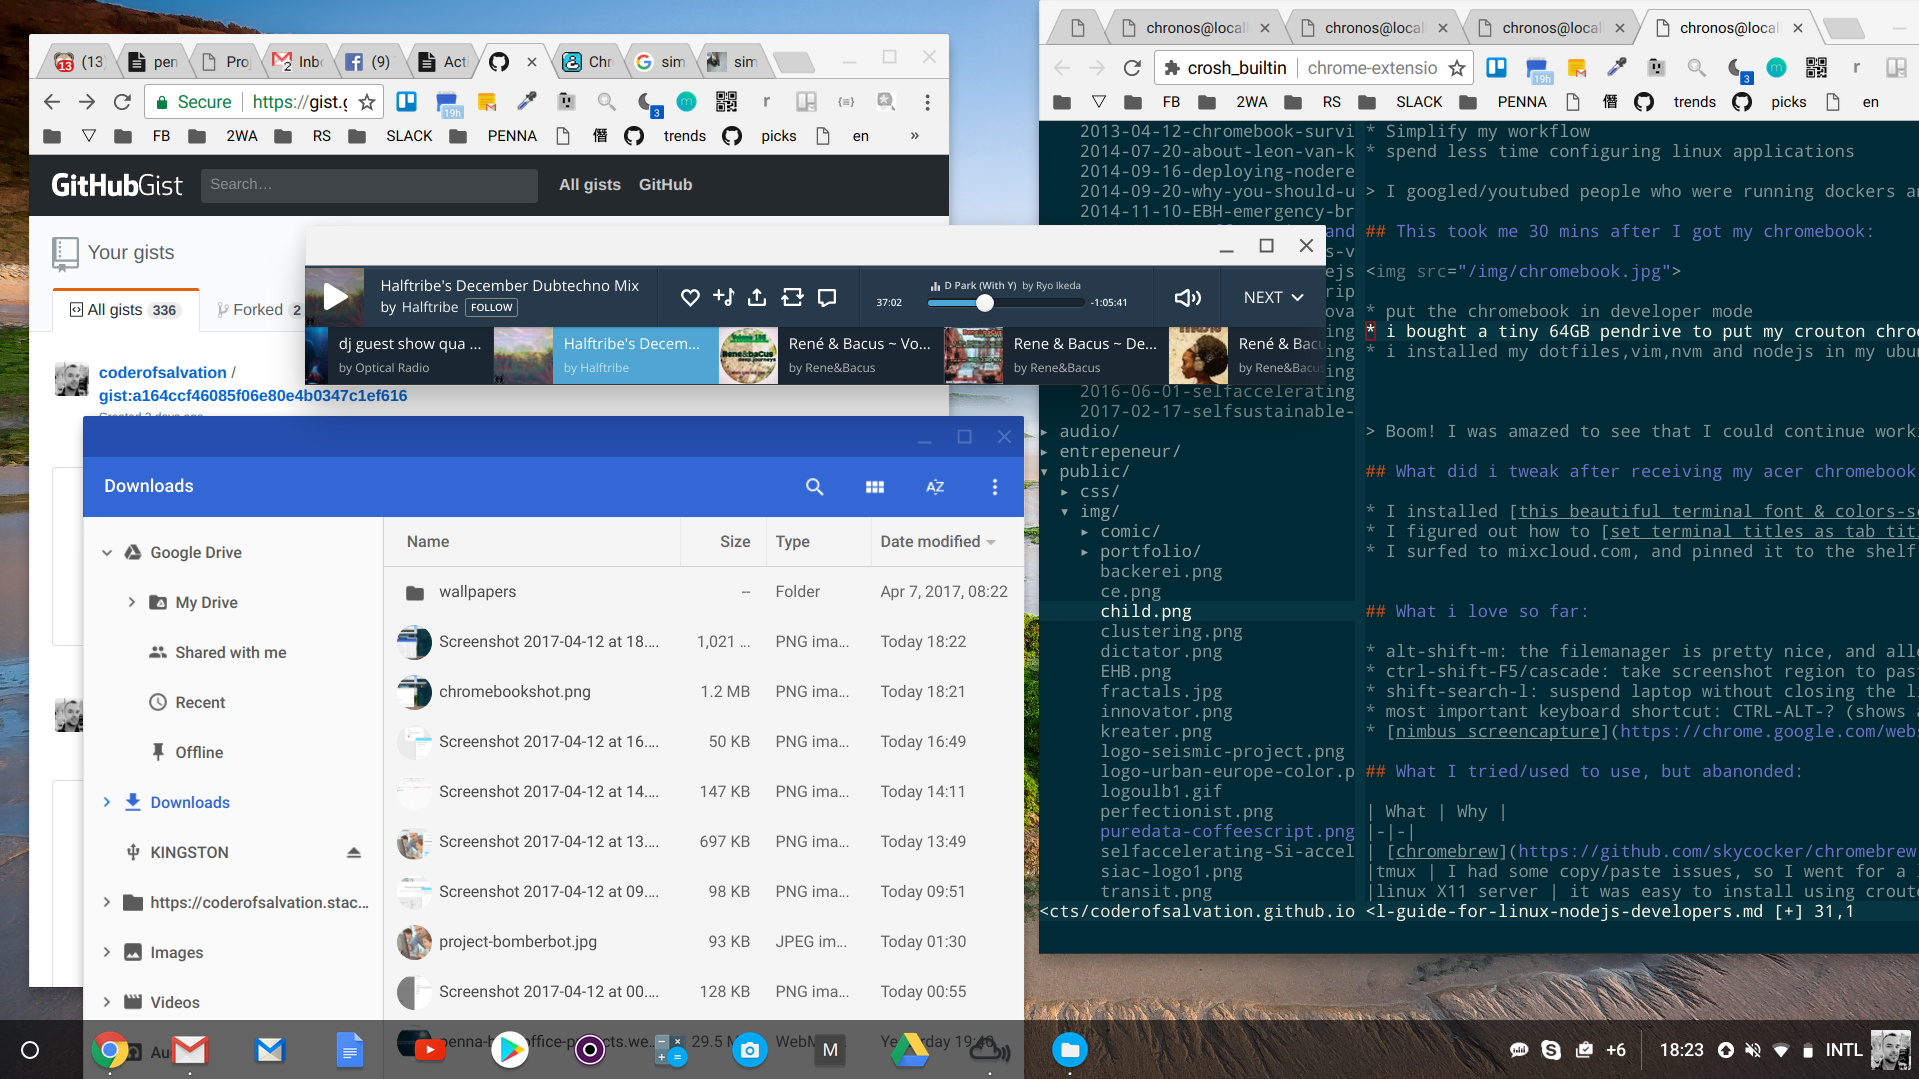 (13
pen
Pro
Inb
(9)
Acti
Chr
sim
sim
Secure
https://gist.g
19h
3
r
FB
2WA
RS
SLACK
PENNA
trends
picks
en
»
GitHubGist
Search…
All gists
GitHub
Your gists
All gists 336
Forked 2
coderofsalvation /
gist:a164ccf46085f06e80e4b0347c1ef616
chronos@local
chronos@local
chronos@local
chronos@local
crosh_builtin
chrome-extensio
19h
3
r
FB
2WA
RS
SLACK
PENNA
trends
picks
en
2013-04-12-chromebook-survi
2014-07-20-about-leon-van-k
2014-09-16-deploying-nodere
2014-09-20-why-you-should-u
2014-11-10-EBH-emergency-br
2016-06-01-selfaccelerating
2017-02-17-selfsustainable-
▸ audio/
▸ entrepeneur/
▾ public/
▸ css/
▾ img/
▸ comic/
▸ portfolio/
backerei.png
ce.png
child.png
clustering.png
dictator.png
EHB.png
fractals.jpg
innovator.png
kreater.png
logo-seismic-project.png
logo-urban-europe-color.p
logoulb1.gif
perfectionist.png
puredata-coffeescript.png
selfaccelerating-Si-accel
siac-logo1.png
transit.png
<cts/coderofsalvation.github.io
* Simplify my workflow
* spend less time configuring linux applications
> I googled/youtubed people who were running dockers a
## This took me 30 mins after I got my chromebook:
<img src="/img/chromebook.jpg">
* put the chromebook in developer mode
* i bought a tiny 64GB pendrive to put my crouton chro
* i installed my dotfiles,vim,nvm and nodejs in my ubu
> Boom! I was amazed to see that I could continue work
## What did i tweak after receiving my acer chromebook
* I installed [this beautiful terminal font & colors-s
* I figured out how to [set terminal titles as tab tit
* I surfed to mixcloud.com, and pinned it to the shelf
## What i love so far:
* alt-shift-m: the filemanager is pretty nice, and all
* ctrl-shift-F5/cascade: take screenshot region to pas
* shift-search-l: suspend laptop without closing the l
* most important keyboard shortcut: CTRL-ALT-? (shows
* [nimbus screencapture](https://chrome.google.com/web
## What I tried/used to use, but abanonded:
| What | Why |
|-|-|
| [chromebrew](https://github.com/skycocker/chromebrew
|tmux | I had some copy/paste issues, so I went for a
|linux X11 server | it was easy to install using crout
<l-guide-for-linux-nodejs-developers.md [+] 31,1
Halftribe's December Dubtechno Mix
by Halftribe FOLLOW
37:02
D Park (With Y) by Ryo Ikeda
-1:05:41
NEXT
dj guest show qua ...
by Optical Radio
Halftribe's Decem...
by Halftribe
René & Bacus ~ Vo...
by Rene&Bacus
Rene & Bacus ~ De...
by Rene&Bacus
René & Bacu
by Rene&Bacus
Downloads
AZ
Google Drive
My Drive
Shared with me
Recent
Offline
Downloads
KINGSTON
https://coderofsalvation.stac...
Images
Videos
Name Size Type Date modified
wallpapers -- Folder Apr 7, 2017, 08:22
Screenshot 2017-04-12 at 18.... 1,021 ... PNG ima... Today 18:22
chromebookshot.png 1.2 MB PNG ima... Today 18:21
Screenshot 2017-04-12 at 16.... 50 KB PNG ima... Today 16:49
Screenshot 2017-04-12 at 14.... 147 KB PNG ima... Today 14:11
Screenshot 2017-04-12 at 13.... 697 KB PNG ima... Today 13:49
Screenshot 2017-04-12 at 09.... 98 KB PNG ima... Today 09:51
project-bomberbot.jpg 93 KB JPEG im... Today 01:30
Screenshot 2017-04-12 at 00.... 128 KB PNG ima... Today 00:55
M
+6
18:23
INTL